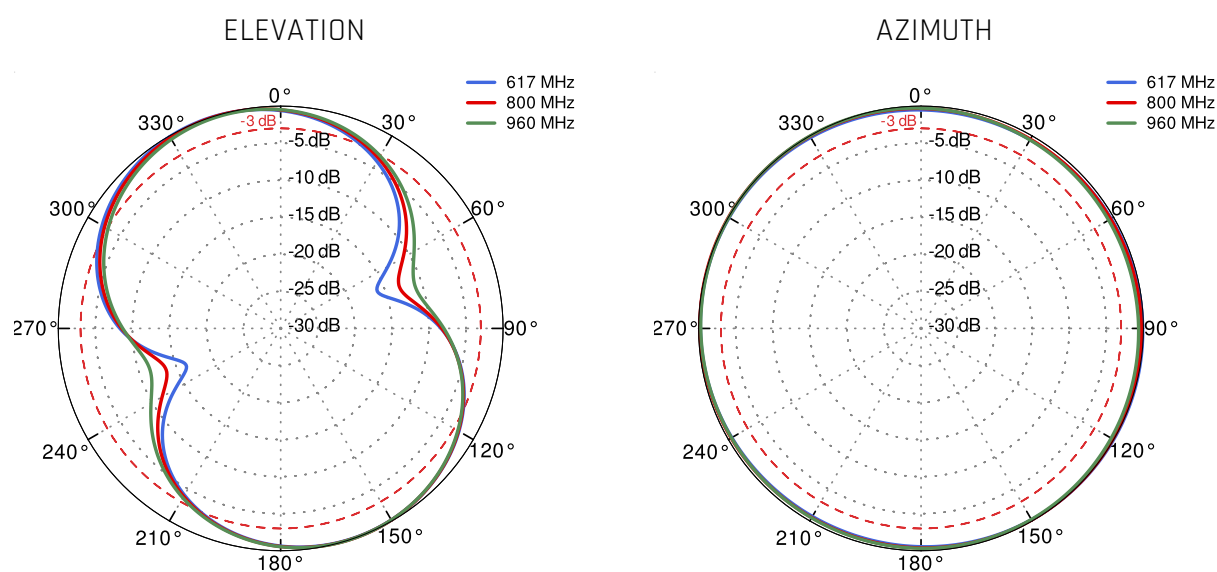 ELEVATION
617 MHz
800 MHz
960 MHz
0°
-3 dB
330°
30°
-5 dB
-10 dB
300°
60°
-15 dB
-20 dB
-25 dB
270°
-30 dB
90°
240°
120°
210°
150°
180°
AZIMUTH
617 MHz
800 MHz
960 MHz
0°
-3 dB
330°
30°
-5 dB
-10 dB
300°
60°
-15 dB
-20 dB
-25 dB
270°
-30 dB
90°
240°
120°
210°
150°
180°